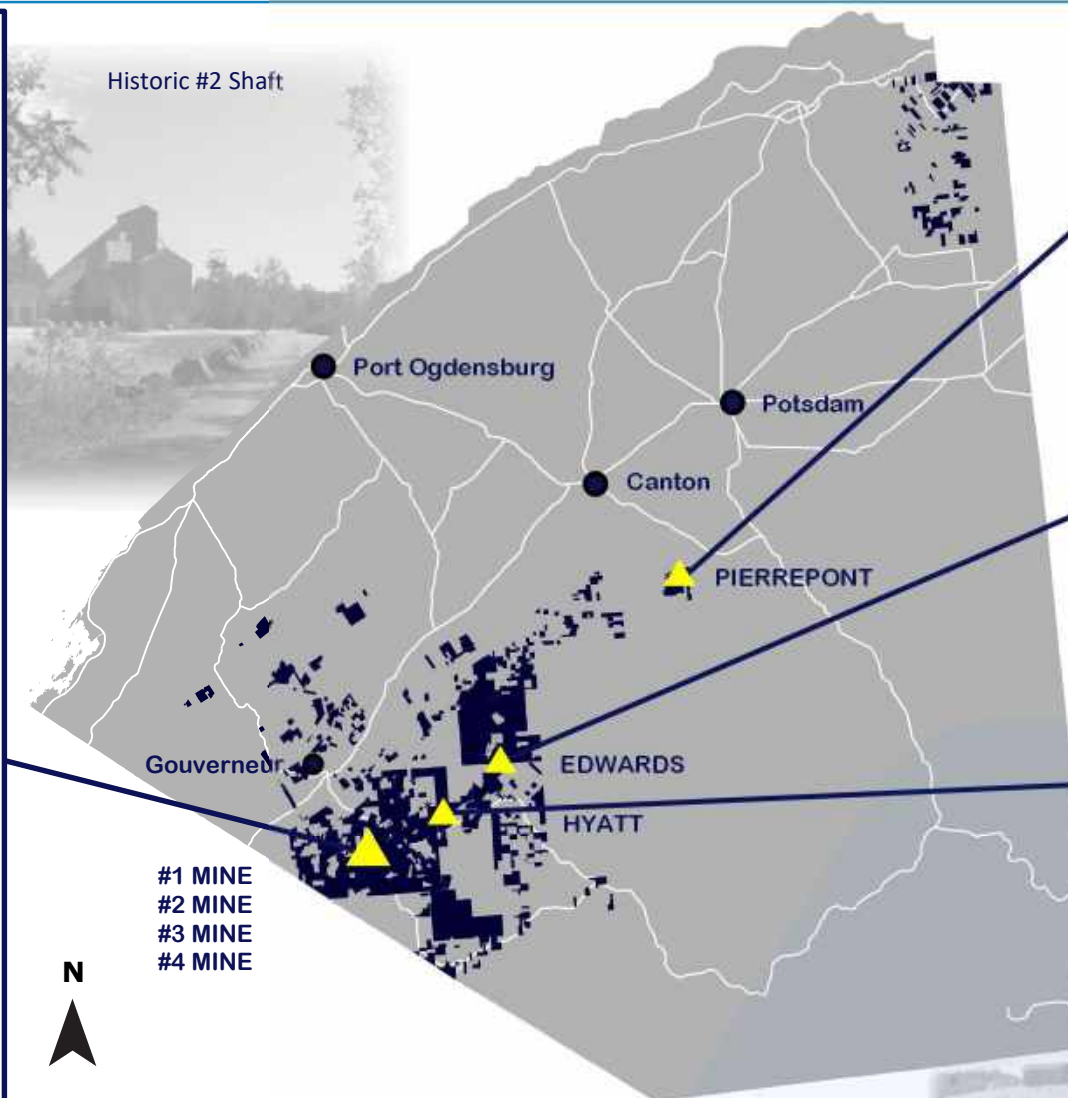 Historic #2 Shaft
Port Ogdensburg
Potsdam
Canton
PIERREPONT
Gouverneur
EDWARDS
HYATT
#1 MINE
#2 MINE
#3 MINE
#4 MINE
N